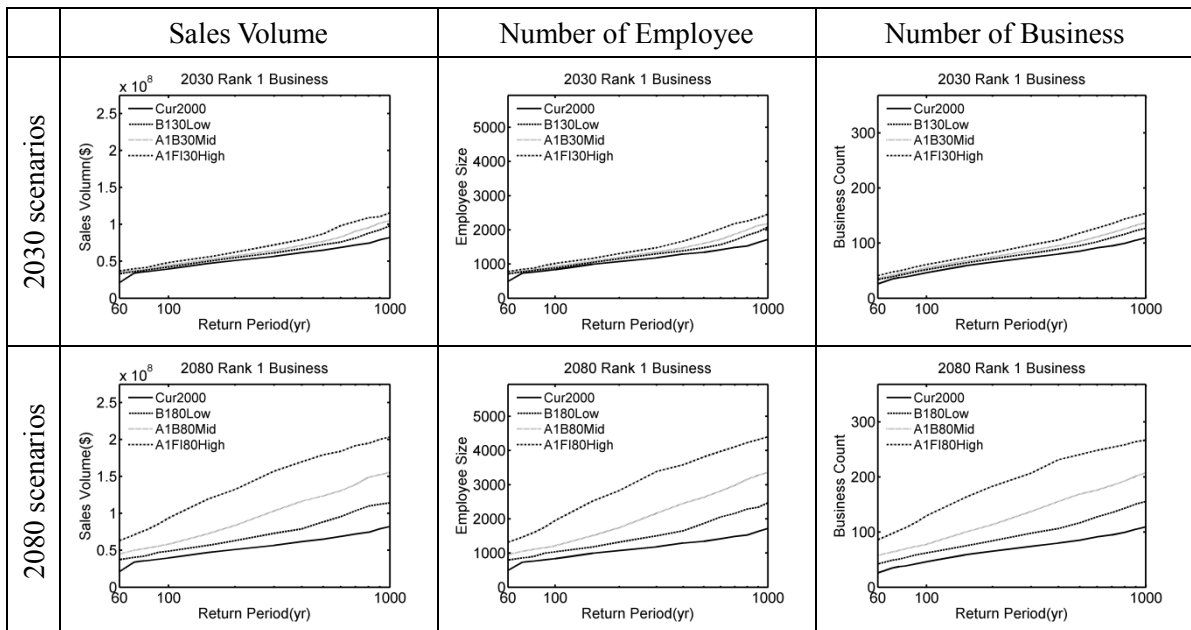 Sales Volume
Number of Employee
Number of Business
2030 scenarios
2030 Rank 1 Business
x 10^8
Cur2000
B130Low
A1B30Mid
A1FI30High
2.5
2
1.5
1
0.5
0
Sales Volumn($)
60
100
1000
Return Period(yr)
2030 Rank 1 Business
Cur2000
B130Low
A1B30Mid
A1FI30High
5000
4000
3000
2000
1000
0
Employee Size
60
100
1000
Return Period(yr)
2030 Rank 1 Business
Cur2000
B130Low
A1B30Mid
A1FI30High
300
200
100
0
Business Count
60
100
1000
Return Period(yr)
2080 scenarios
2080 Rank 1 Business
x 10^8
Cur2000
B180Low
A1B80Mid
A1FI80High
2.5
2
1.5
1
0.5
0
Sales Volume($)
60
100
1000
Return Period(yr)
2080 Rank 1 Business
Cur2000
B180Low
A1B80Mid
A1FI80High
5000
4000
3000
2000
1000
0
Employee Size
60
100
1000
Return Period(yr)
2080 Rank 1 Business
Cur2000
B180Low
A1B80Mid
A1FI80High
300
200
100
0
Business Count
60
100
1000
Return Period(yr)